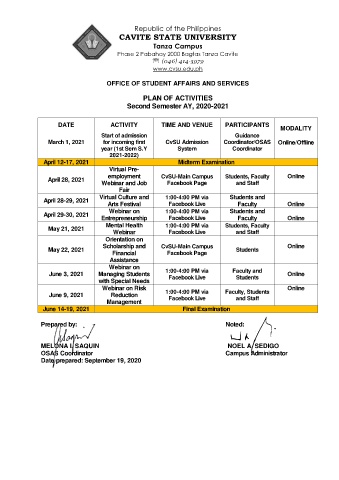 Republic of the Philippines
CAVITE STATE UNIVERSITY
Tanza Campus
Phase 2 Pabahay 2000 Bagtas Tanza Cavite
☎ (046) 414-3979
www.cvsu.edu.ph
OFFICE OF STUDENT AFFAIRS AND SERVICES
PLAN OF ACTIVITIES
Second Semester AY, 2020-2021
DATE ACTIVITY TIME AND VENUE PARTICIPANTS MODALITY
March 1, 2021
Start of admission
for incoming first
year (1st Sem S.Y
2021-2022)
CvSU Admission
System
Guidance
Coordinator/OSAS
Coordinator
Online/Offline
April 12-17, 2021 Midterm Examination
April 28, 2021
Virtual Pre-
employment
Webinar and Job
Fair
CvSU-Main Campus
Facebook Page
Students, Faculty
and Staff
Online
April 28-29, 2021
Virtual Culture and
Arts Festival
1:00-4:00 PM via
Facebook Live
Students and
Faculty
Online
April 29-30, 2021
Webinar on
Entrepreneurship
1:00-4:00 PM via
Facebook Live
Students and
Faculty
Online
May 21, 2021
Mental Health
Webinar
1:00-4:00 PM via
Facebook Live
Students, Faculty
and Staff
Online
May 22, 2021
Orientation on
Scholarship and
Financial
Assistance
CvSU-Main Campus
Facebook Page
Students
Online
June 3, 2021
Webinar on
Managing Students
with Special Needs
1:00-4:00 PM via
Facebook Live
Faculty and
Students
Online
June 9, 2021
Webinar on Risk
Reduction
Management
1:00-4:00 PM via
Facebook Live
Faculty, Students
and Staff
Online
June 14-19, 2021 Final Examination
Prepared by: Noted:
MELONA I. SAQUIN NOEL A. SEDIGO
OSAS Coordinator Campus Administrator
Date prepared: September 19, 2020